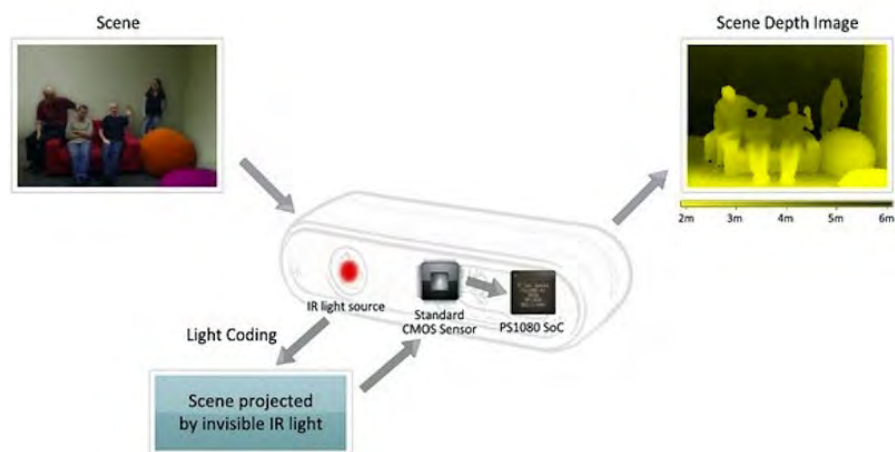 Scene
Scene Depth Image
2m 3m 4m 5m 6m
IR light source
Standard
CMOS Sensor
PS1080 SoC
Light Coding
Scene projected
by invisible IR light